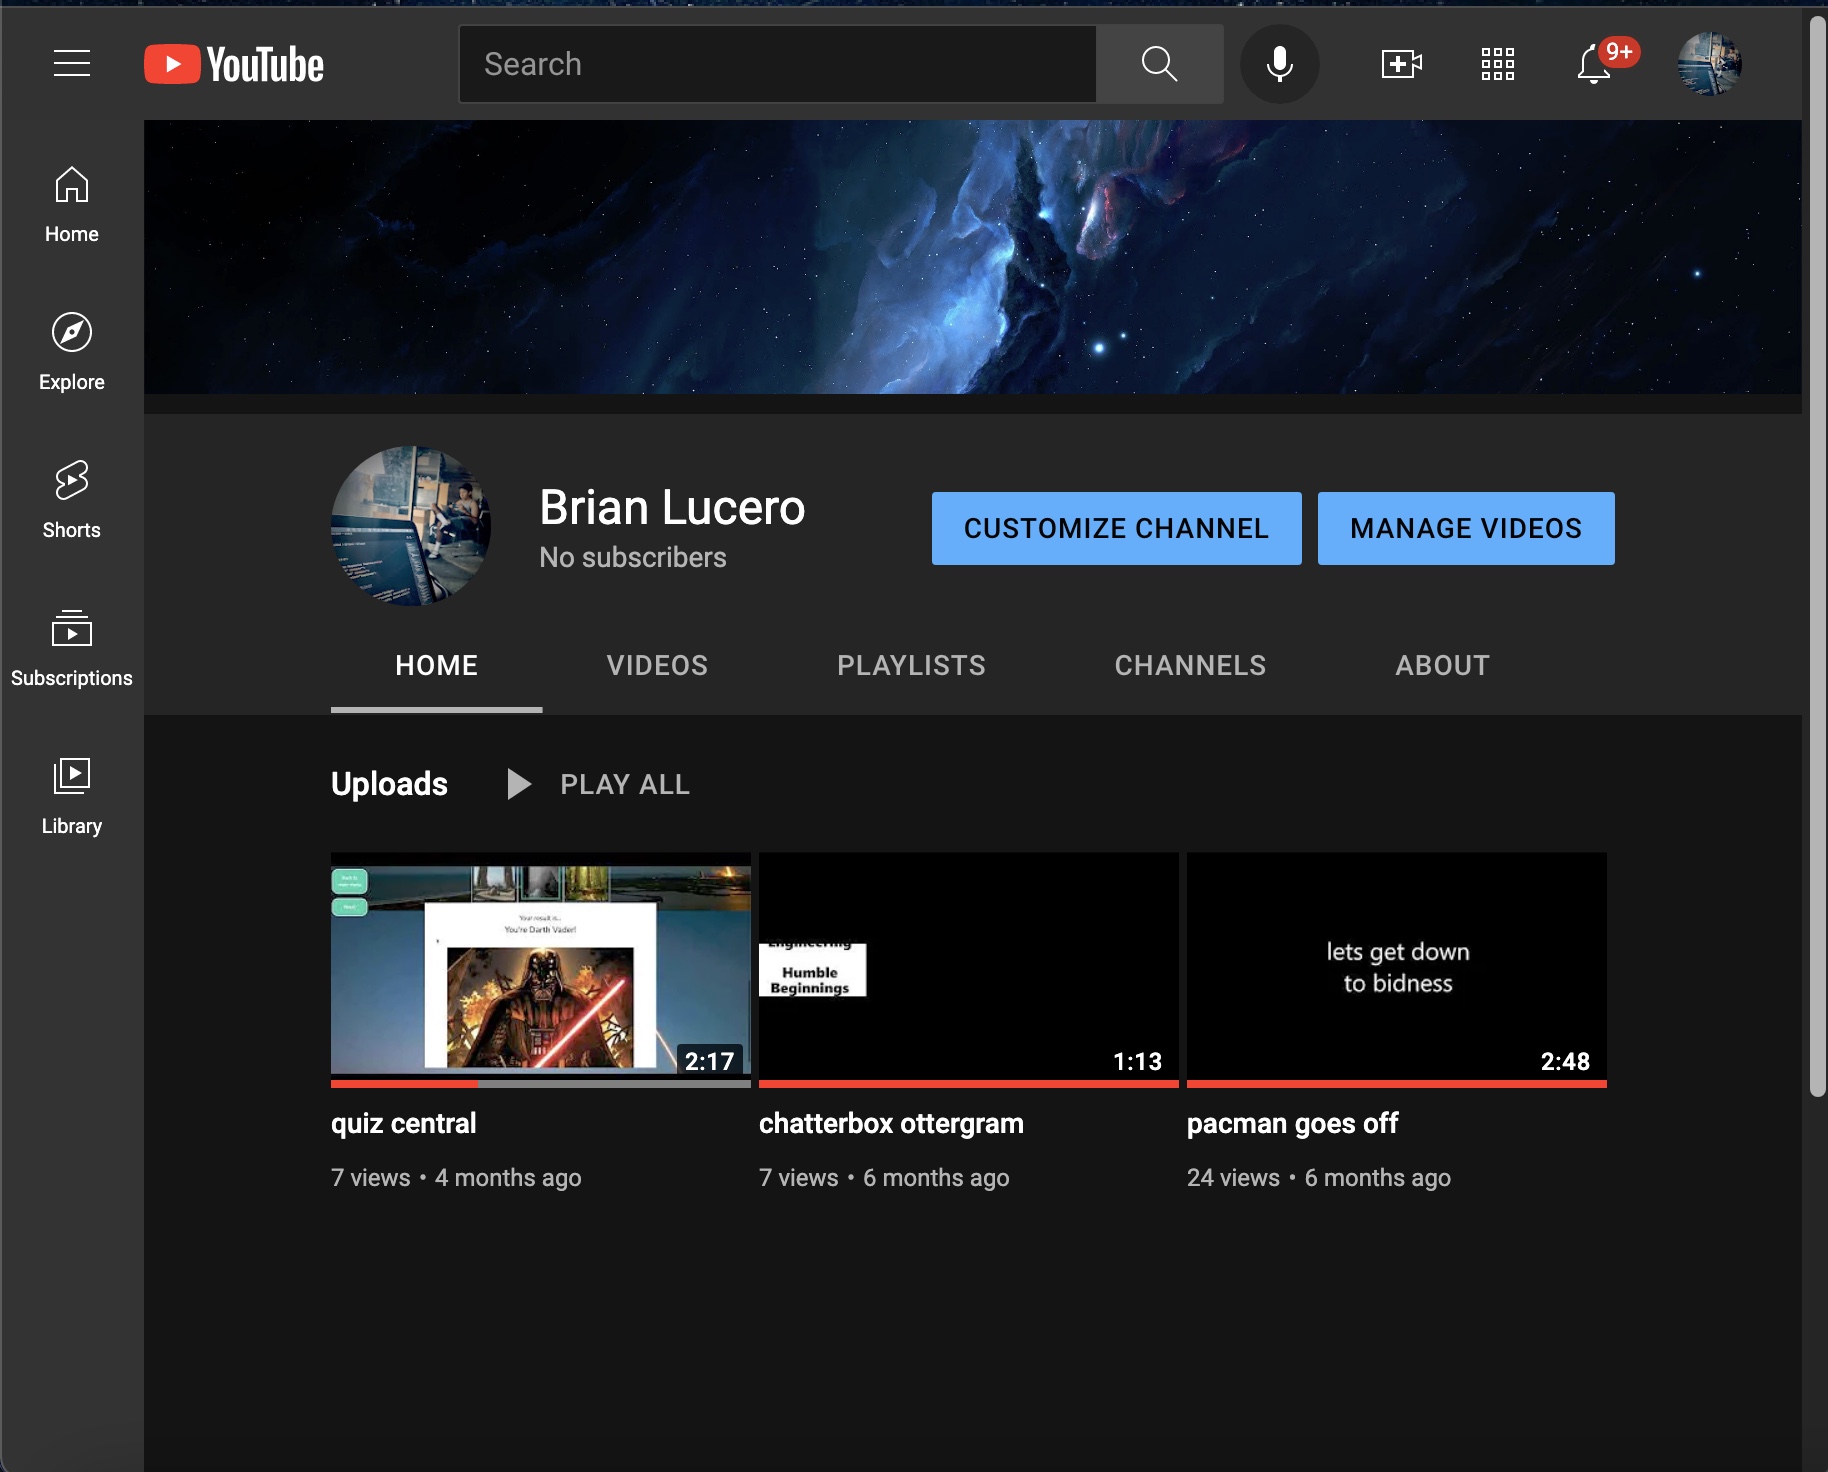 YouTube
Search
9+
Home
Explore
Shorts
Subscriptions
Library
Brian Lucero
No subscribers
CUSTOMIZE CHANNEL
MANAGE VIDEOS
HOME
VIDEOS
PLAYLISTS
CHANNELS
ABOUT
Uploads
PLAY ALL
Your result is...
You're Darth Vader!
2:17
quiz central
7 views • 4 months ago
Engineering
Humble
Beginnings
1:13
chatterbox ottergram
7 views • 6 months ago
lets get down
to bidness
2:48
pacman goes off
24 views • 6 months ago